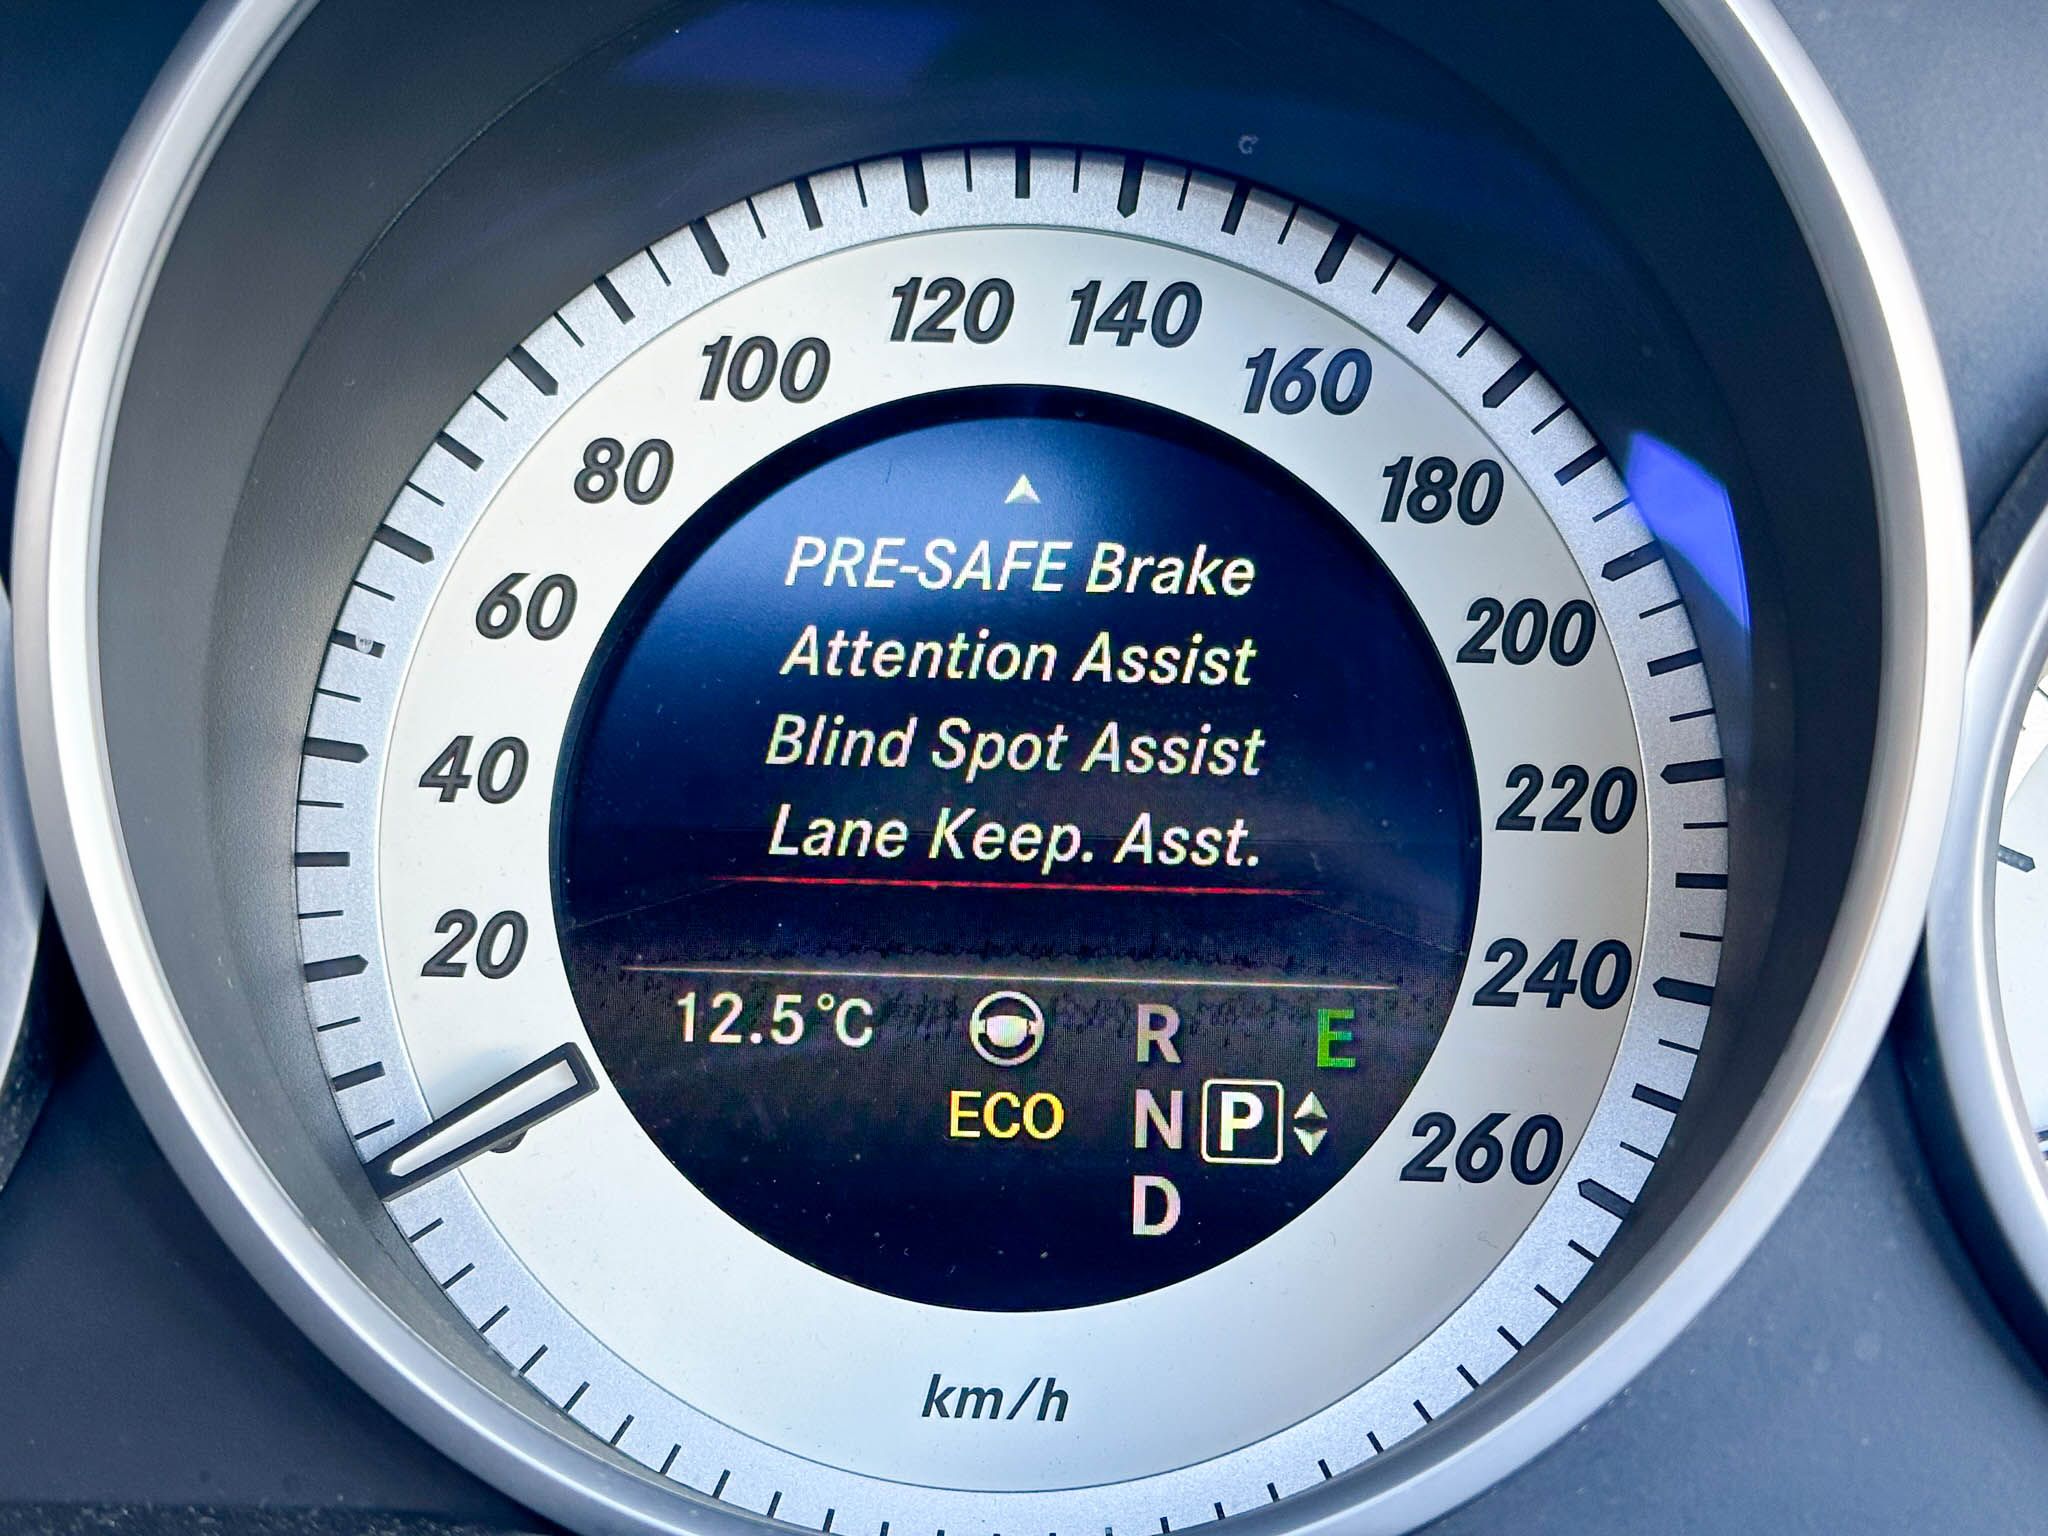 120 140
100 160
80 180
PRE-SAFE Brake
60 200
Attention Assist
Blind Spot Assist
40 220
Lane Keep. Asst.
20 240
12.5°C R E
ECO N P 260
D
km/h